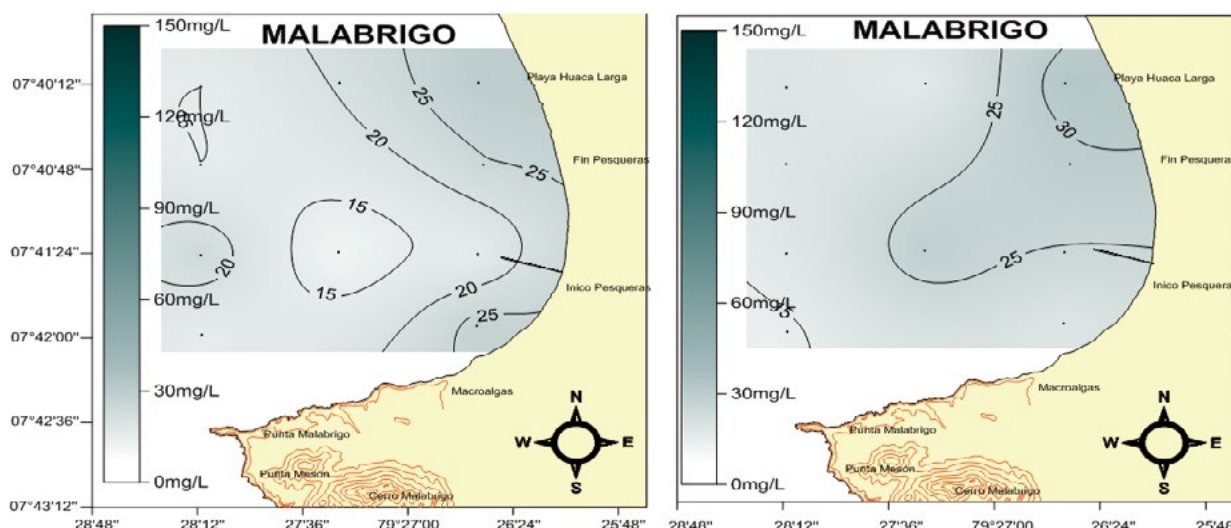 150mg/L
MALABRIGO
07°40'12"
Playa Huaca Larga
25
120mg/L
20
07°40'48"
Fin Pesqueras
25
90mg/L
15
07°41'24"
20
15
20
Inico Pesqueras
60mg/L
25
07°42'00"
30mg/L
Macroalgas
07°42'36"
N
W
E
S
Punta Malabrigo
Punta Mesón
Cerro Malabrigo
0mg/L
07°43'12"
28'48"
28'12"
27'36"
79°27'00"
26'24"
25'48"
150mg/L
MALABRIGO
Playa Huaca Larga
25
120mg/L
30
Fin Pesquera
90mg/L
25
Inico Pesquera
60mg/L
30mg/L
Macroalgas
N
W
E
S
Punta Malabrigo
Punta Mesón
Cerro Malabrigo
0mg/L
28'48"
28'12"
27'36"
79°27'00"
26'24"